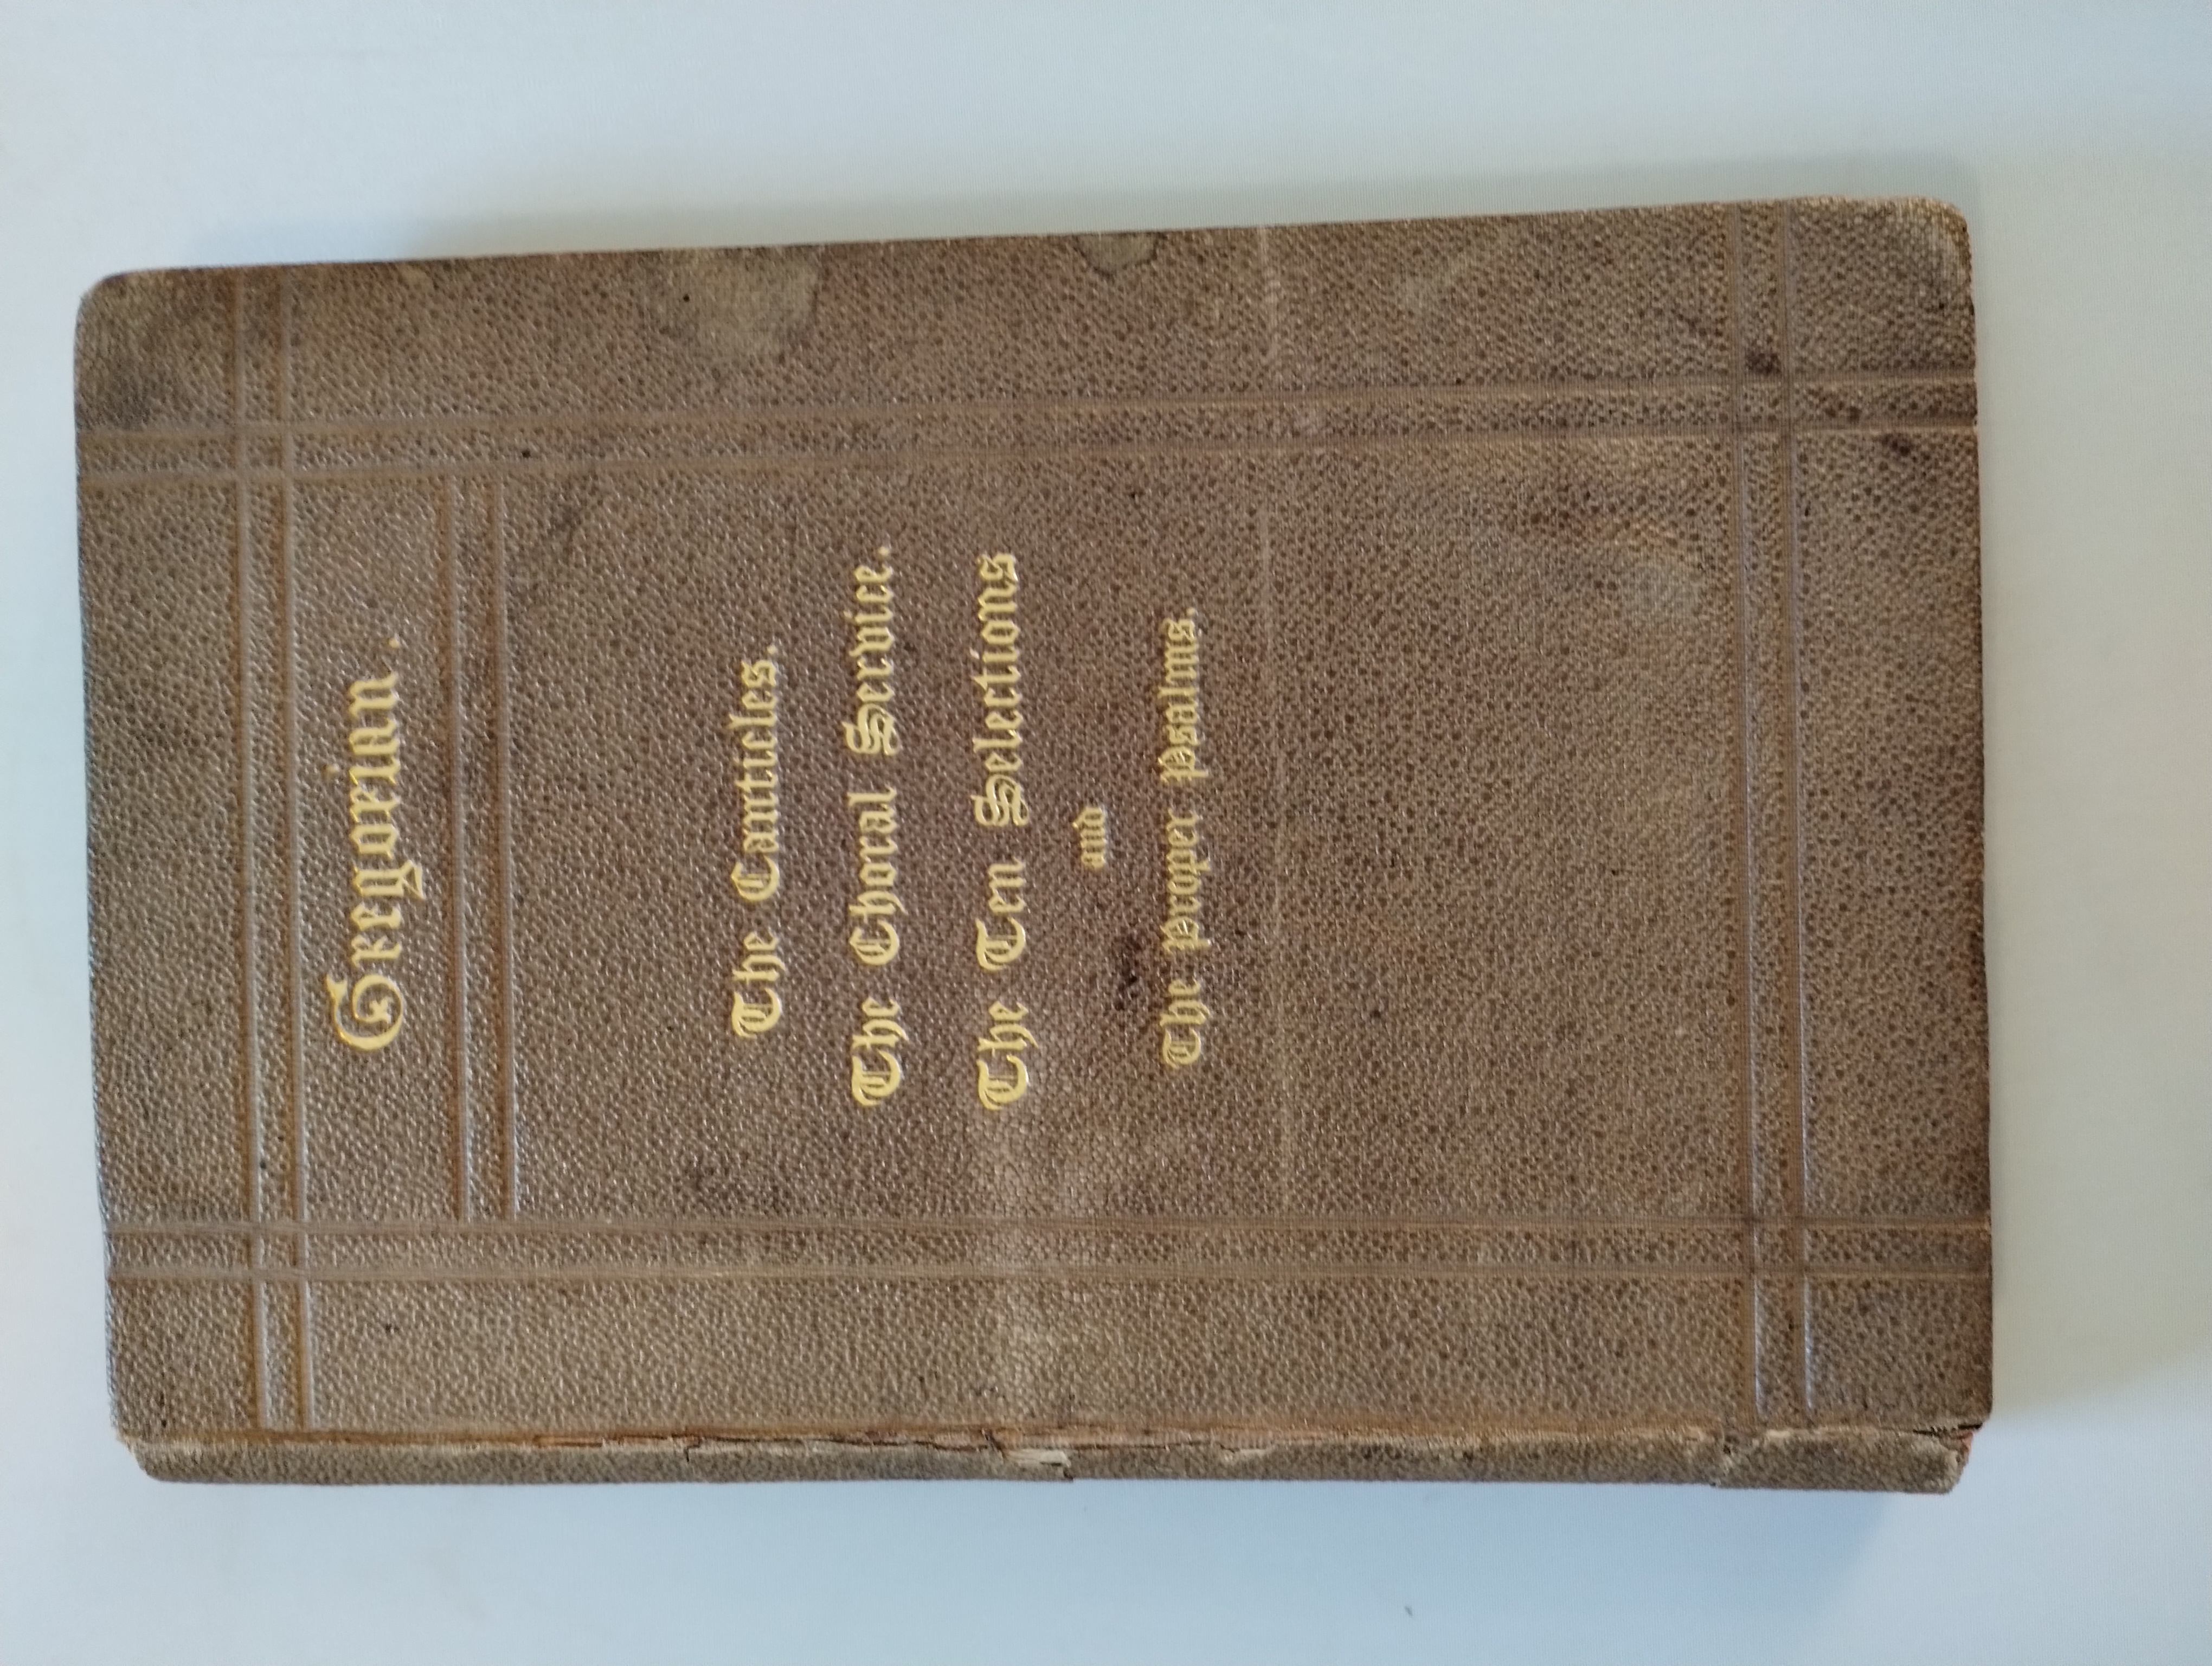 Gregorian.
The Canticles.
The Choral Service.
The Ten Selections
and
The Proper Psalms.